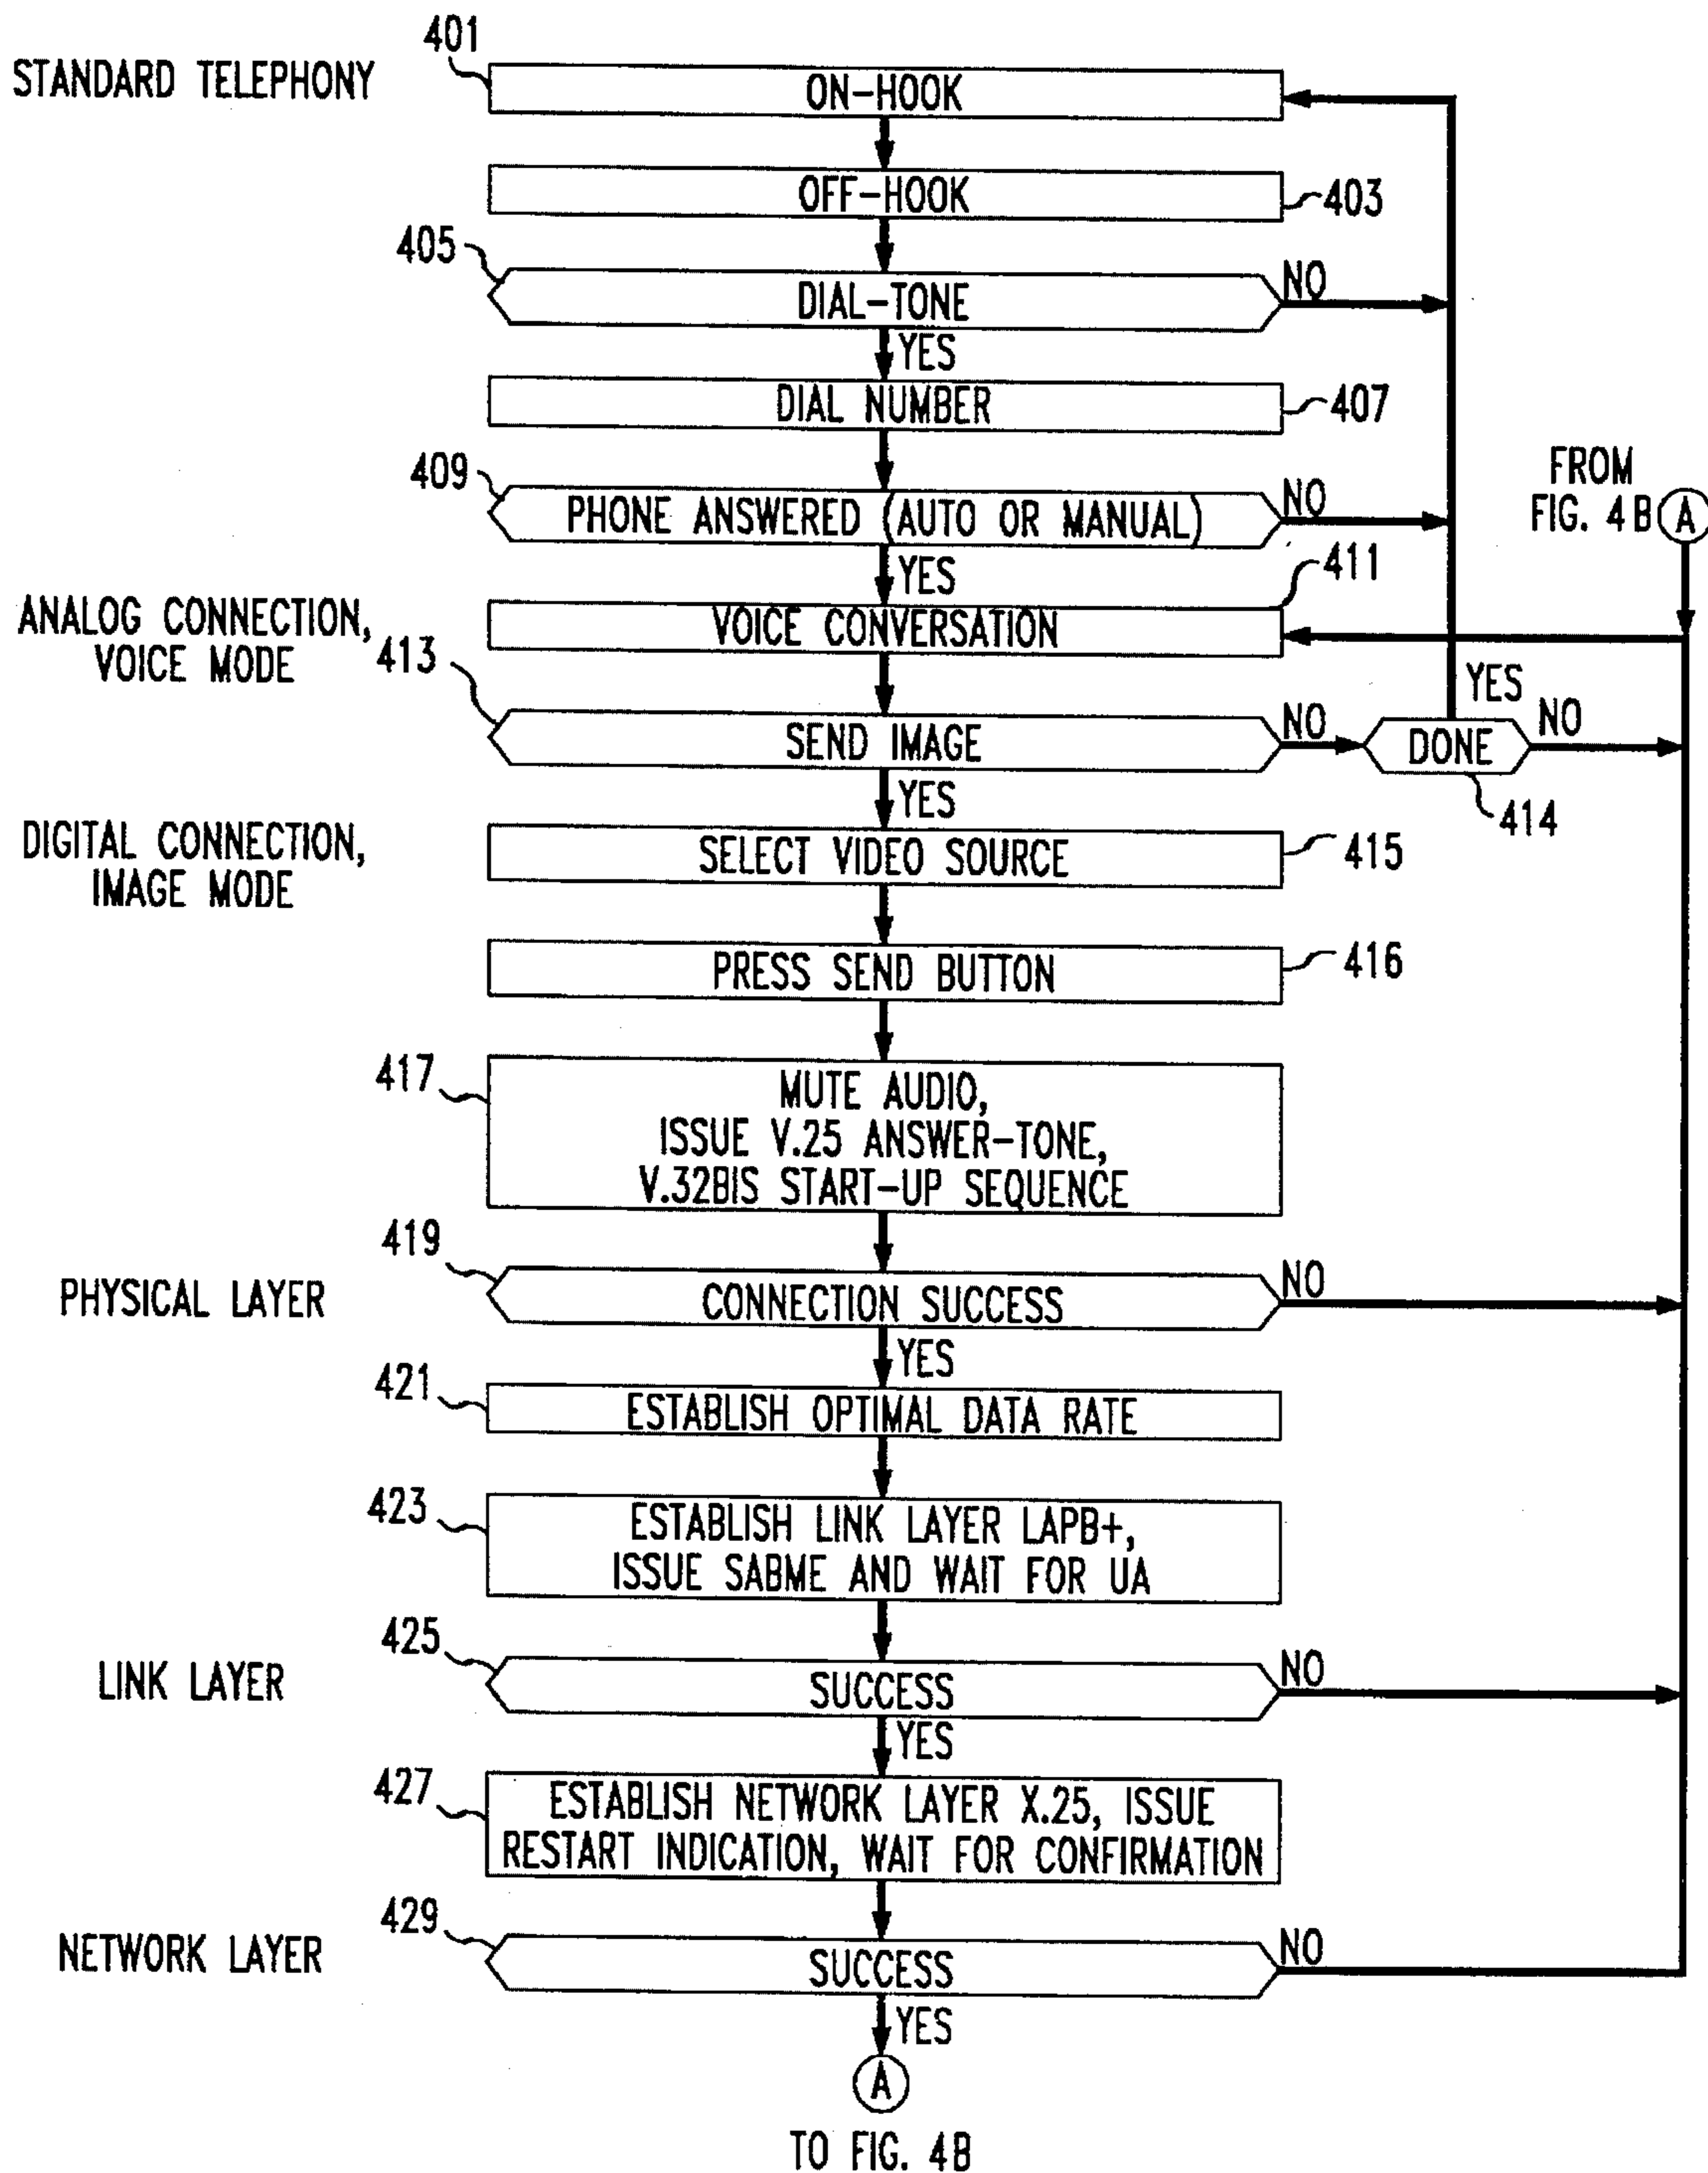 401
STANDARD TELEPHONY
ON-HOOK
OFF-HOOK
403
405
DIAL-TONE
NO
YES
DIAL NUMBER
407
409
PHONE ANSWERED (AUTO OR MANUAL)
NO
FROM
FIG. 4B
A
YES
411
ANALOG CONNECTION,
VOICE MODE
VOICE CONVERSATION
413
SEND IMAGE
NO
YES
DONE
NO
414
YES
DIGITAL CONNECTION,
IMAGE MODE
SELECT VIDEO SOURCE
415
PRESS SEND BUTTON
416
417
MUTE AUDIO,
ISSUE V.25 ANSWER-TONE,
V.32BIS START-UP SEQUENCE
419
PHYSICAL LAYER
CONNECTION SUCCESS
NO
YES
421
ESTABLISH OPTIMAL DATA RATE
423
ESTABLISH LINK LAYER LAPB+,
ISSUE SABME AND WAIT FOR UA
425
LINK LAYER
SUCCESS
NO
YES
427
ESTABLISH NETWORK LAYER X.25, ISSUE
RESTART INDICATION, WAIT FOR CONFIRMATION
429
NETWORK LAYER
SUCCESS
NO
YES
A
TO FIG. 4B